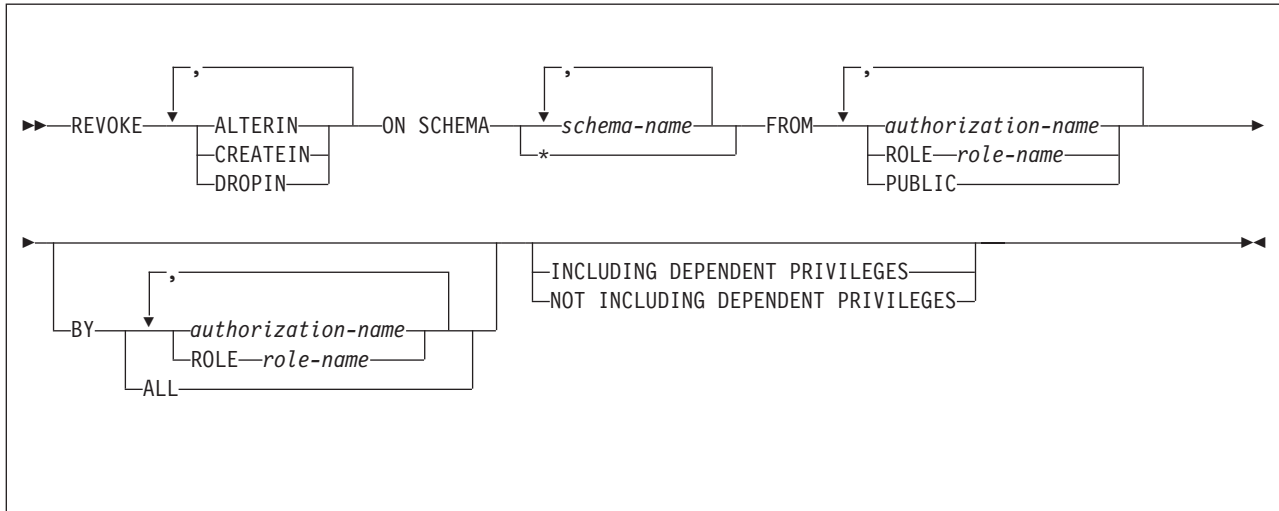 , , ,
REVOKE ALTERIN ON SCHEMA schema-name FROM authorization-name
CREATEIN * ROLE role-name
DROPIN PUBLIC
, INCLUDING DEPENDENT PRIVILEGES
NOT INCLUDING DEPENDENT PRIVILEGES
BY authorization-name
ROLE role-name
ALL